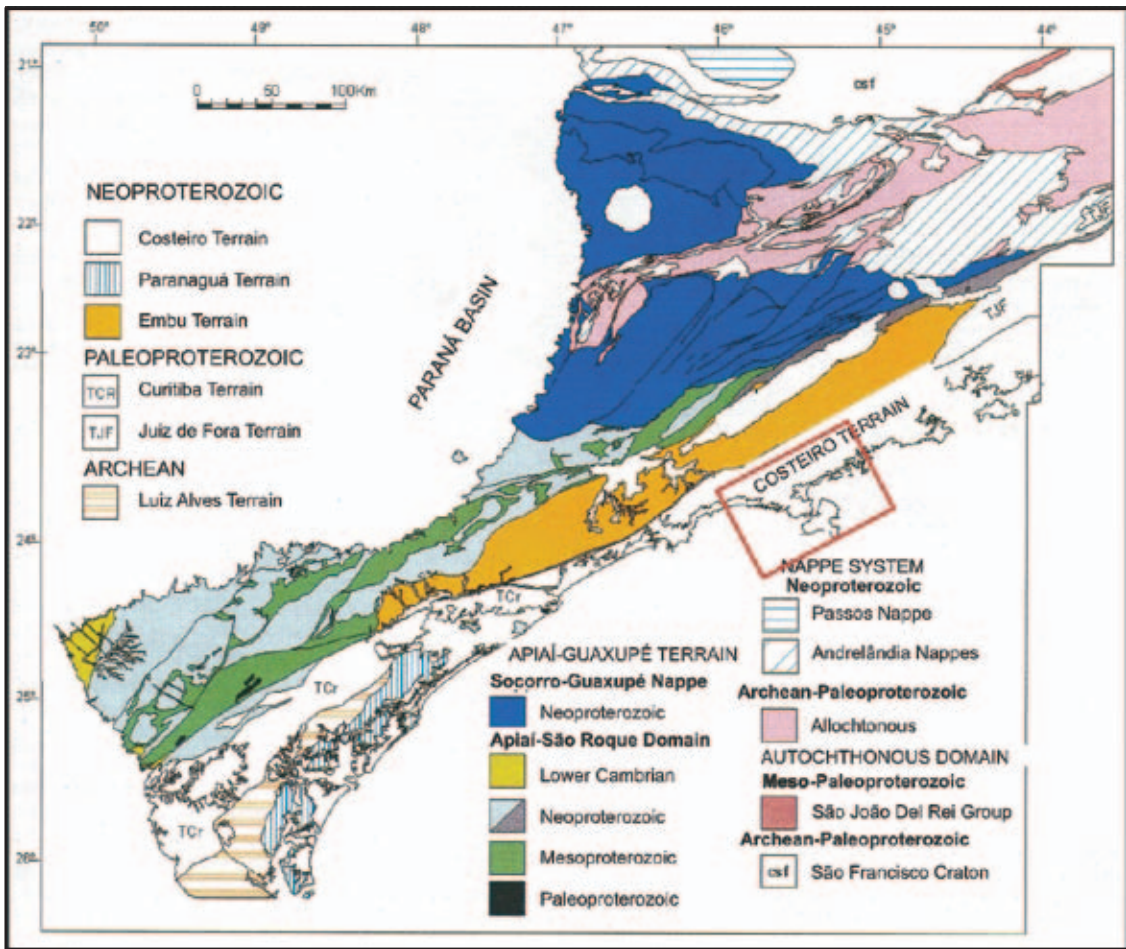 50° 49° 48° 47° 46° 45° 44°
21°
csf
0 50 100Km
NEOPROTEROZOIC
Costeiro Terrain
Paranaguá Terrain
Embu Terrain
PALEOPROTEROZOIC
TCR Curitiba Terrain
TJF Juiz de Fora Terrain
ARCHEAN
Luiz Alves Terrain
22°
TJF
PARANÁ BASIN
TJF
23°
COSTEIRO TERRAIN
24°
NAPPE SYSTEM
Neoproterozoic
Passos Nappe
Andrelândia Nappes
Archean-Paleoproterozoic
Allochtonous
AUTOCHTHONOUS DOMAIN
Meso-Paleoproterozoic
São João Del Rei Group
Archean-Paleoproterozoic
csf São Francisco Craton
TCr
APIAÍ-GUAXUPÉ TERRAIN
Socorro-Guaxupé Nappe
Neoproterozoic
Apiaí-São Roque Domain
Lower Cambrian
Neoproterozoic
Mesoproterozoic
Paleoproterozoic
25°
TCr
TCr
26°